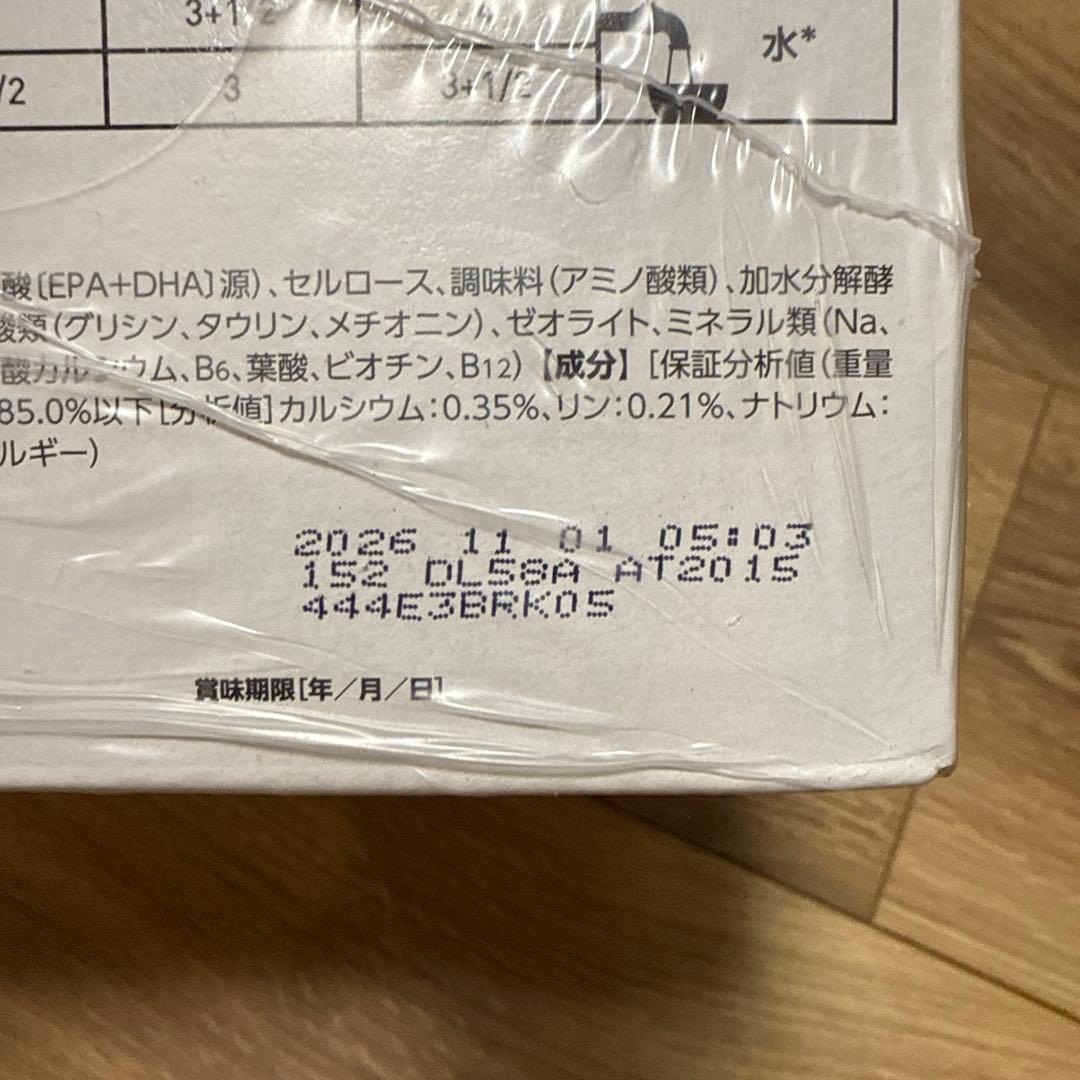 3+1/2 4
水*
/2 3 3+1/2
酸〔EPA+DHA〕源)、セルロース、調味料(アミノ酸類)、加水分解酵
酸類(グリシン、タウリン、メチオニン)、ゼオライト、ミネラル類(Na、
酸カルシウム、B6、葉酸、ビオチン、B12)【成分】[保証分析値(重量
85.0%以下[分析値]カルシウム:0.35%、リン:0.21%、ナトリウム:
ルギー)
2026 11 01 05:03
152 DL58A AT2015
444E3BRK05
賞味期限[年/月/日]